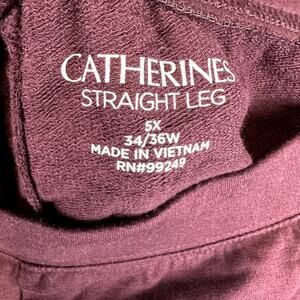 CATHERINES
STRAIGHT LEG
5X
34/36W
MADE IN VIETNAM
RN#99249